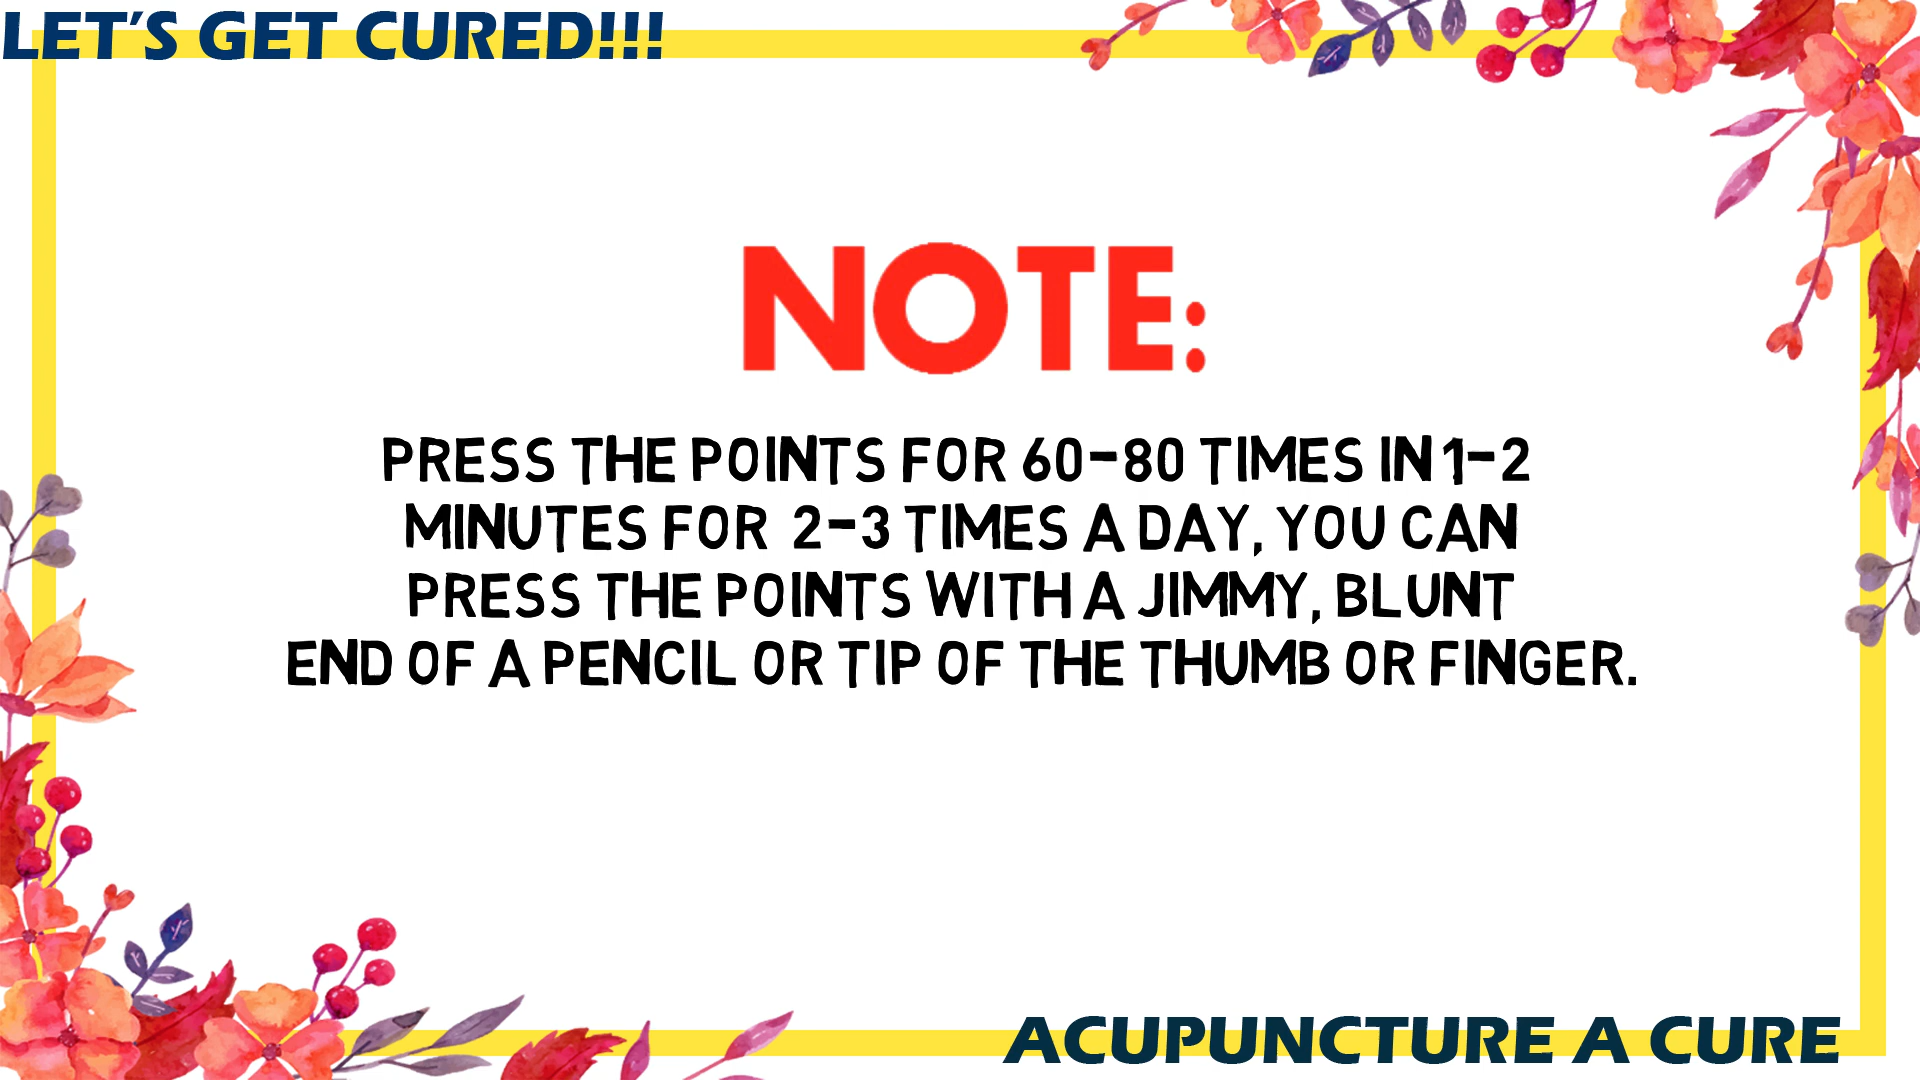 LET'S GET CURED!!!
NOTE:
PRESS THE POINTS FOR 60-80 TIMES IN 1-2
MINUTES FOR 2-3 TIMES A DAY, YOU CAN
PRESS THE POINTS WITH A JIMMY, BLUNT
END OF A PENCIL OR TIP OF THE THUMB OR FINGER.
ACUPUNCTURE A CURE